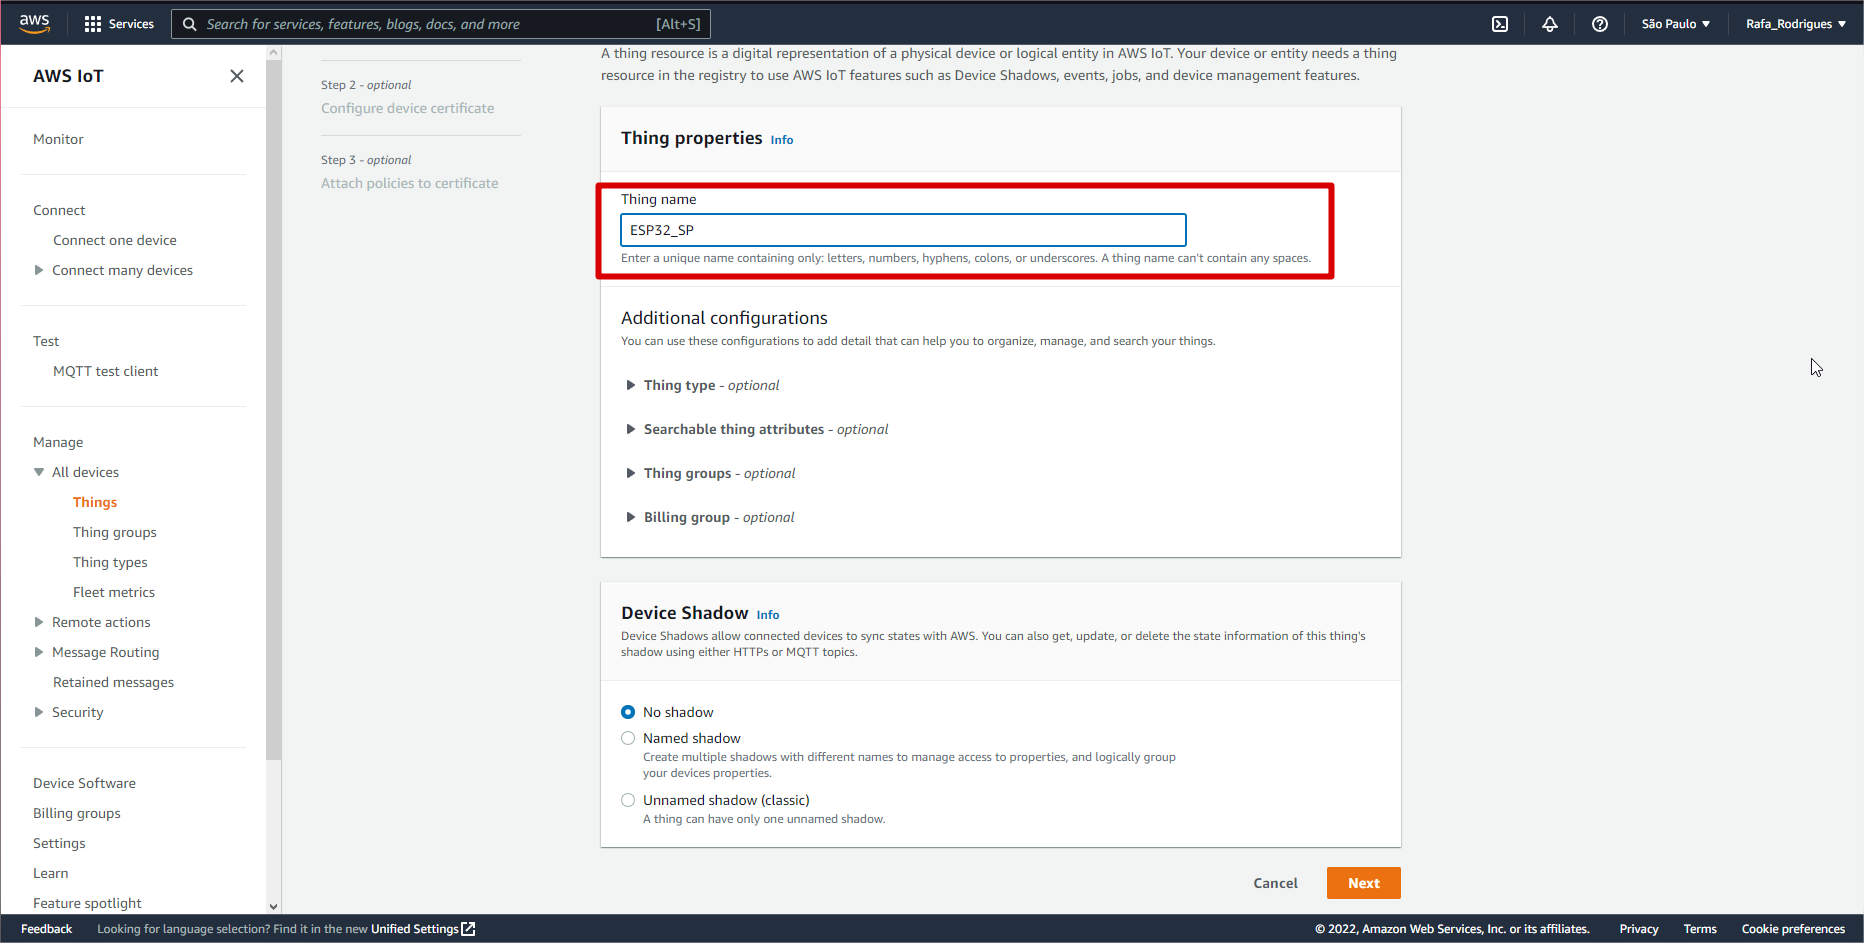 aws
Services
Search for services, features, blogs, docs, and more
[Alt+S]
São Paulo
Rafa_Rodrigues
AWS IoT
Monitor
Connect
Connect one device
Connect many devices
Test
MQTT test client
Manage
All devices
Things
Thing groups
Thing types
Fleet metrics
Remote actions
Message Routing
Retained messages
Security
Device Software
Billing groups
Settings
Learn
Feature spotlight
Step 2 - optional
Configure device certificate
Step 3 - optional
Attach policies to certificate
A thing resource is a digital representation of a physical device or logical entity in AWS IoT. Your device or entity needs a thing
resource in the registry to use AWS IoT features such as Device Shadows, events, jobs, and device management features.
Thing properties Info
Thing name
ESP32_SP
Enter a unique name containing only: letters, numbers, hyphens, colons, or underscores. A thing name can't contain any spaces.
Additional configurations
You can use these configurations to add detail that can help you to organize, manage, and search your things.
Thing type - optional
Searchable thing attributes - optional
Thing groups - optional
Billing group - optional
Device Shadow Info
Device Shadows allow connected devices to sync states with AWS. You can also get, update, or delete the state information of this thing's
shadow using either HTTPs or MQTT topics.
No shadow
Named shadow
Create multiple shadows with different names to manage access to properties, and logically group
your devices properties.
Unnamed shadow (classic)
A thing can have only one unnamed shadow.
Cancel
Next
Feedback
Looking for language selection? Find it in the new Unified Settings
© 2022, Amazon Web Services, Inc. or its affiliates.
Privacy
Terms
Cookie preferences